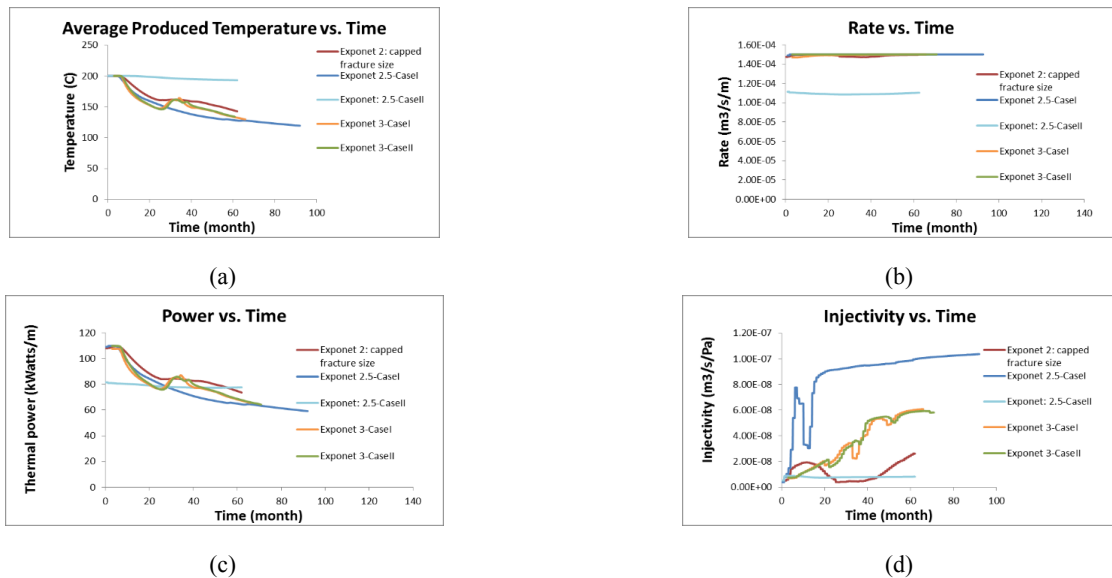 Average Produced Temperature vs. Time
250
200
150
100
50
0
0 20 40 60 80 100
Temperature (C)
Time (month)
Exponet 2: capped
fracture size
Exponet 2.5-CaseI
Exponet: 2.5-CaseII
Exponet 3-CaseI
Exponet 3-CaseII
(a)
Rate vs. Time
1.60E-04
1.40E-04
1.20E-04
1.00E-04
8.00E-05
6.00E-05
4.00E-05
2.00E-05
0.00E+00
0 20 40 60 80 100 120 140
Rate (m3/s/m)
Time (month)
Exponet 2: capped
fracture size
Exponet 2.5-CaseI
Exponet: 2.5-CaseII
Exponet 3-CaseI
Exponet 3-CaseII
(b)
Power vs. Time
120
100
80
60
40
20
0
0 20 40 60 80 100 120 140
Thermal power (kWatts/m)
Time (month)
Exponet 2: capped
fracture size
Exponet 2.5-CaseI
Exponet: 2.5-CaseII
Exponet 3-CaseI
Exponet 3-CaseII
(c)
Injectivity vs. Time
1.20E-07
1.00E-07
8.00E-08
6.00E-08
4.00E-08
2.00E-08
0.00E+00
0 20 40 60 80 100
Injectivity (m3/s/Pa)
Time (month)
Exponet 2: capped
fracture size
Exponet 2.5-CaseI
Exponet: 2.5-CaseII
Exponet 3-CaseI
Exponet 3-CaseII
(d)